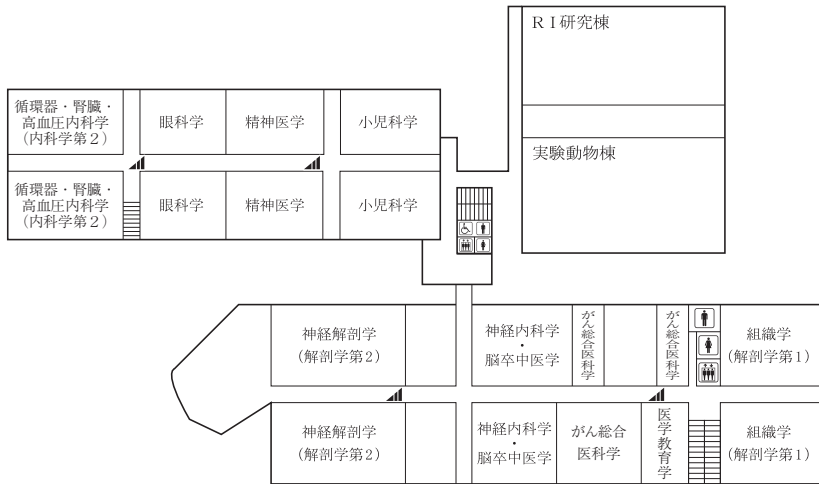 RI研究棟
実験動物棟
循環器・腎臓・
高血圧内科学
(内科学第2)
眼科学
精神医学
小児科学
循環器・腎臓・
高血圧内科学
(内科学第2)
眼科学
精神医学
小児科学
神経解剖学
(解剖学第2)
神経内科学
・
脳卒中医学
がん総合医科学
がん総合医科学
組織学
(解剖学第1)
神経解剖学
(解剖学第2)
神経内科学
・
脳卒中医学
がん総合
医科学
医学教育学
組織学
(解剖学第1)